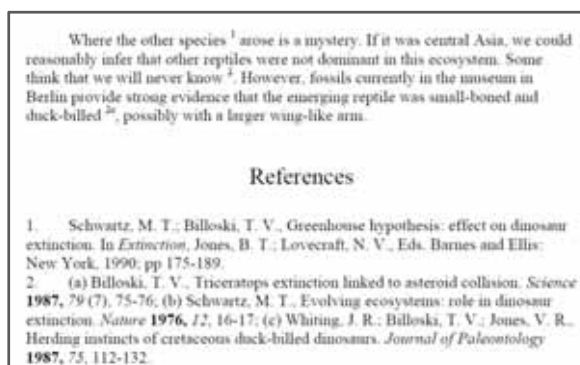 Where the other species 1 arose is a mystery. If it was central Asia, we could
reasonably infer that other reptiles were not dominant in this ecosystem. Some
think that we will never know . However, fossils currently in the museum in
Berlin provide strong evidence that the emerging reptile was small-boned and
duck-billed , possibly with a larger wing-like arm.
References
1. Schwartz, M. T.; Billoski, T. V., Greenhouse hypothesis: effect on dinosaur
extinction. In Extinction, Jones, B. T.; Lovecraft, N. V., Eds. Barnes and Ellis:
New York, 1990; pp 175-189.
2. (a) Billoski, T. V., Triceratops extinction linked to asteroid collision. Science
1987, 79 (7), 75-76; (b) Schwartz, M. T., Evolving ecosystems: role in dinosaur
extinction. Nature 1976, 12, 16-17; (c) Whiting, J. R.; Billoski, T. V.; Jones, V. R.,
Herding instincts of cretaceous duck-billed dinosaurs. Journal of Paleontology
1987, 75, 112-132.